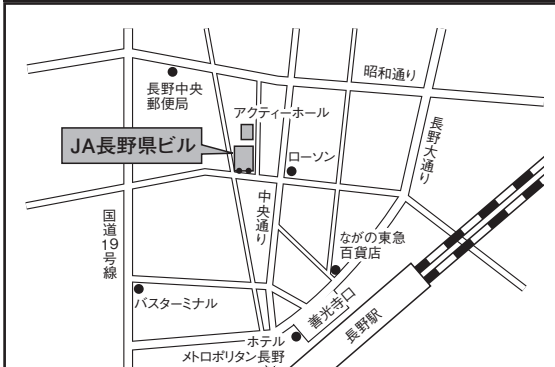 昭和通り
長野中央
郵便局
アクティーホール
長野大通り
JA長野県ビル
ローソン
中央通り
国道19号線
ながの東急
百貨店
バスターミナル
善光寺口
長野駅
ホテル
メトロポリタン長野